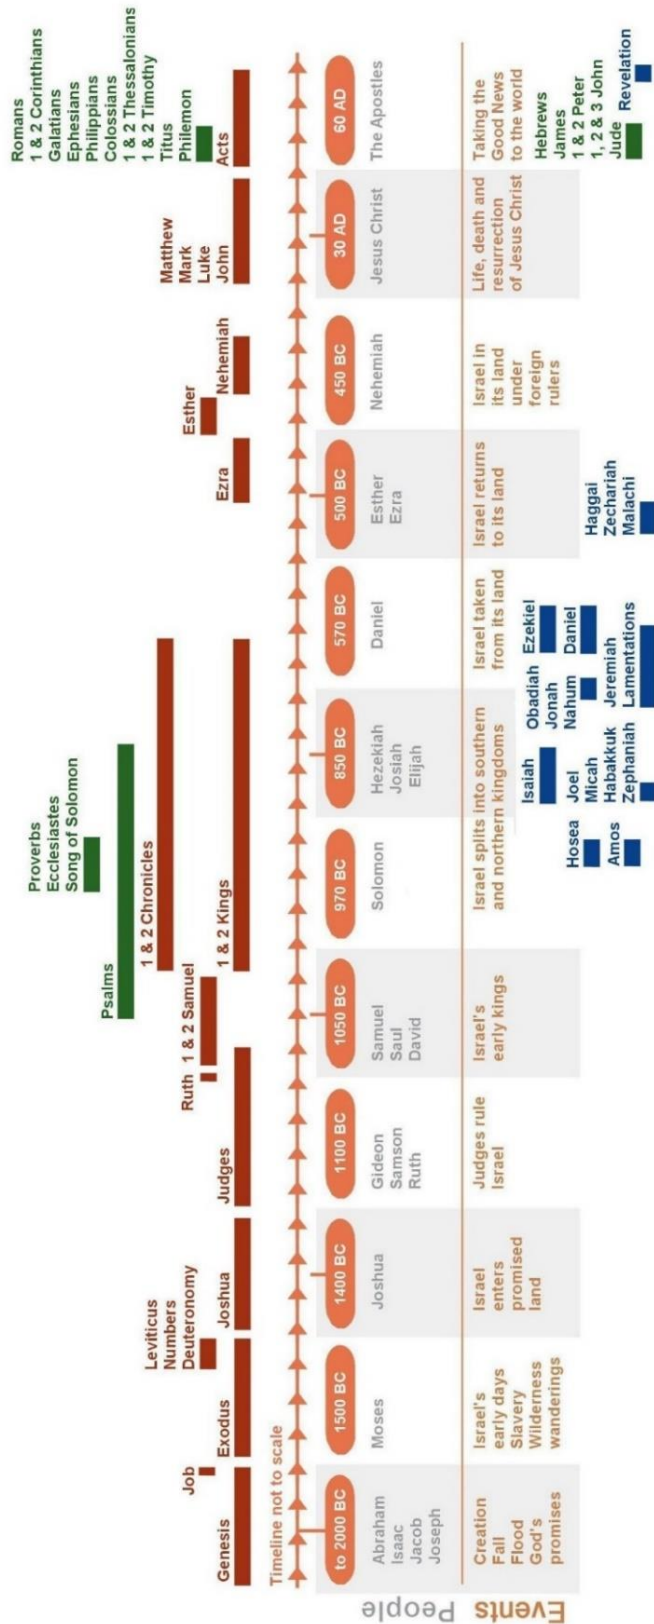 Proverbs
Ecclesiastes
Song of Solomon
Psalms
1 & 2 Chronicles
Leviticus
Numbers
Deuteronomy
Job
Ruth
1 & 2 Samuel
Genesis
Exodus
Joshua
Judges
1 & 2 Kings
Ezra
Esther
Nehemiah
Matthew
Mark
Luke
John
Romans
1 & 2 Corinthians
Galatians
Ephesians
Philippians
Colossians
1 & 2 Thessalonians
1 & 2 Timothy
Titus
Philemon
Acts
Timeline not to scale
to 2000 BC
1500 BC
1400 BC
1100 BC
1050 BC
970 BC
850 BC
570 BC
500 BC
450 BC
30 AD
60 AD
People
Abraham
Isaac
Jacob
Joseph
Moses
Joshua
Gideon
Samson
Ruth
Samuel
Saul
David
Solomon
Hezekiah
Josiah
Elijah
Daniel
Esther
Ezra
Nehemiah
Jesus Christ
The Apostles
Events
Creation
Fall
Flood
God's
promises
Israel's
early days
Slavery
Wilderness
wanderings
Israel
enters
promised
land
Judges rule
Israel
Israel's
early kings
Israel splits into southern
and northern kingdoms
Israel taken
from its land
Israel returns
to its land
Israel in
its land
under
foreign
rulers
Life, death and
resurrection
of Jesus Christ
Taking the
Good News
to the world
Hosea
Amos
Isaiah
Joel
Micah
Habakkuk
Zephaniah
Obadiah
Jonah
Nahum
Jeremiah
Lamentations
Ezekiel
Daniel
Haggai
Zechariah
Malachi
Hebrews
James
1 & 2 Peter
1, 2 & 3 John
Jude
Revelation